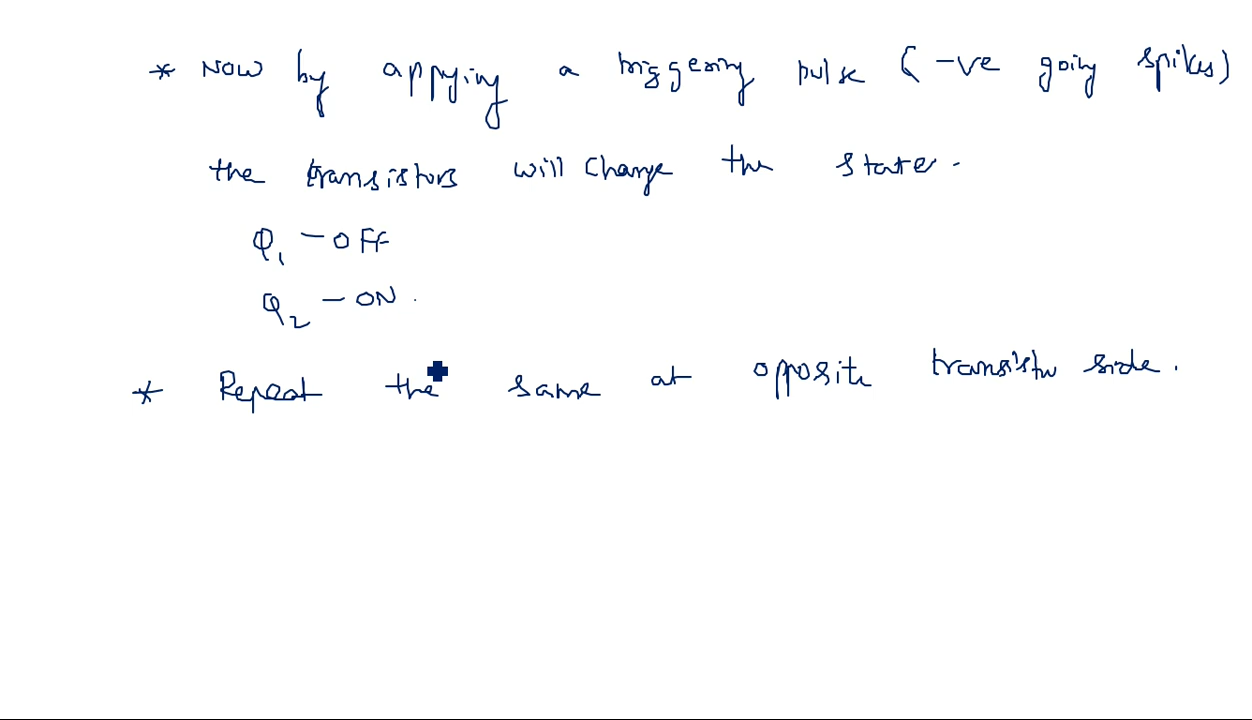 * Now by appying a triggering pulse (-ve going spikes)
the transistors will change the state.
Q1 - OFF
Q2 - ON.
* Repeat the same at opposite transistor side.